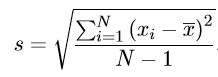 s = \sqrt{\frac{\sum_{i=1}^{N} (x_i - \overline{x})^2}{N - 1}}.